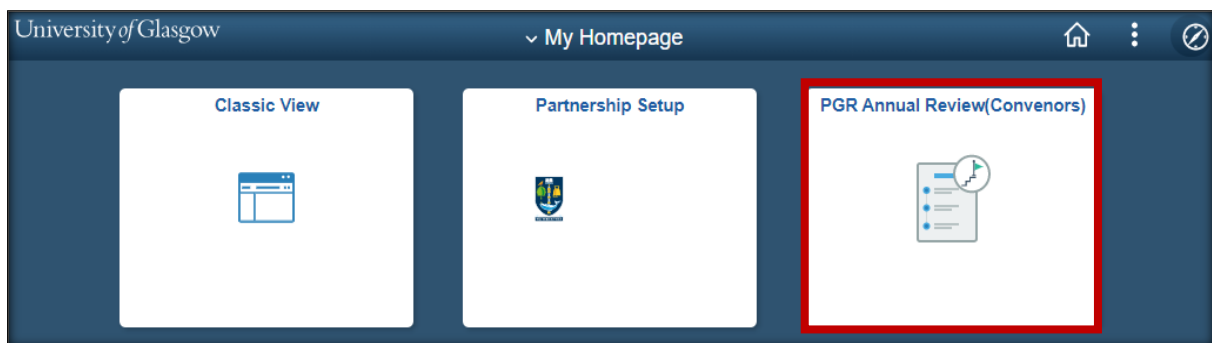 University of Glasgow
My Homepage
Classic View
Partnership Setup
PGR Annual Review(Convenors)